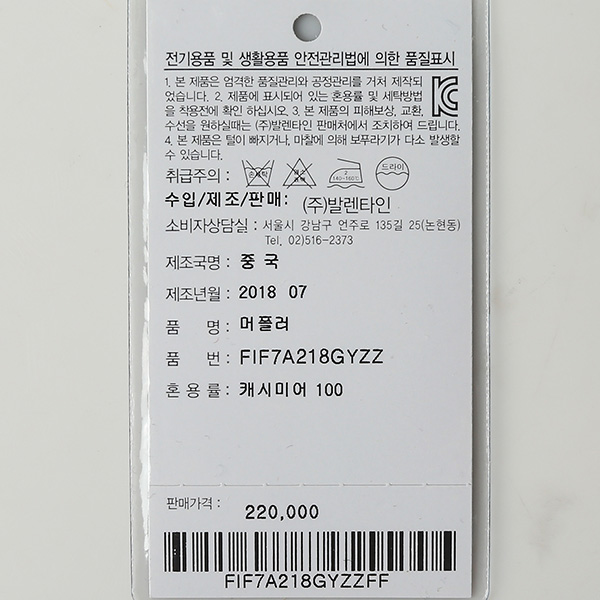 전기용품 및 생활용품 안전관리법에 의한 품질표시
1. 본 제품은 엄격한 품질관리와 공정관리를 거쳐 제작되
었습니다. 2. 제품에 표시되어 있는 혼용률 및 세탁방법
을 착용전에 확인 하십시오. 3. 본 제품의 피해보상, 교환,
수선을 원하실때는 (주)발렌타인 판매처에서 조치하여 드립니다.
4. 본 제품은 털이 빠지거나, 마찰에 의해 보푸라기가 다소 발생할
수 있습니다.
취급주의 : 손세탁 염소 표백 2 140~160℃ 드라이
수입/제조/판매: (주)발렌타인
소비자상담실 : 서울시 강남구 언주로 135길 25(논현동)
Tel. 02)516-2373
제조국명 : 중 국
제조년월 : 2018 07
품 명 : 머플러
품 번 : FIF7A218GYZZ
혼 용 률 : 캐시미어 100
판매가격 : 220,000
FIF7A218GYZZFF